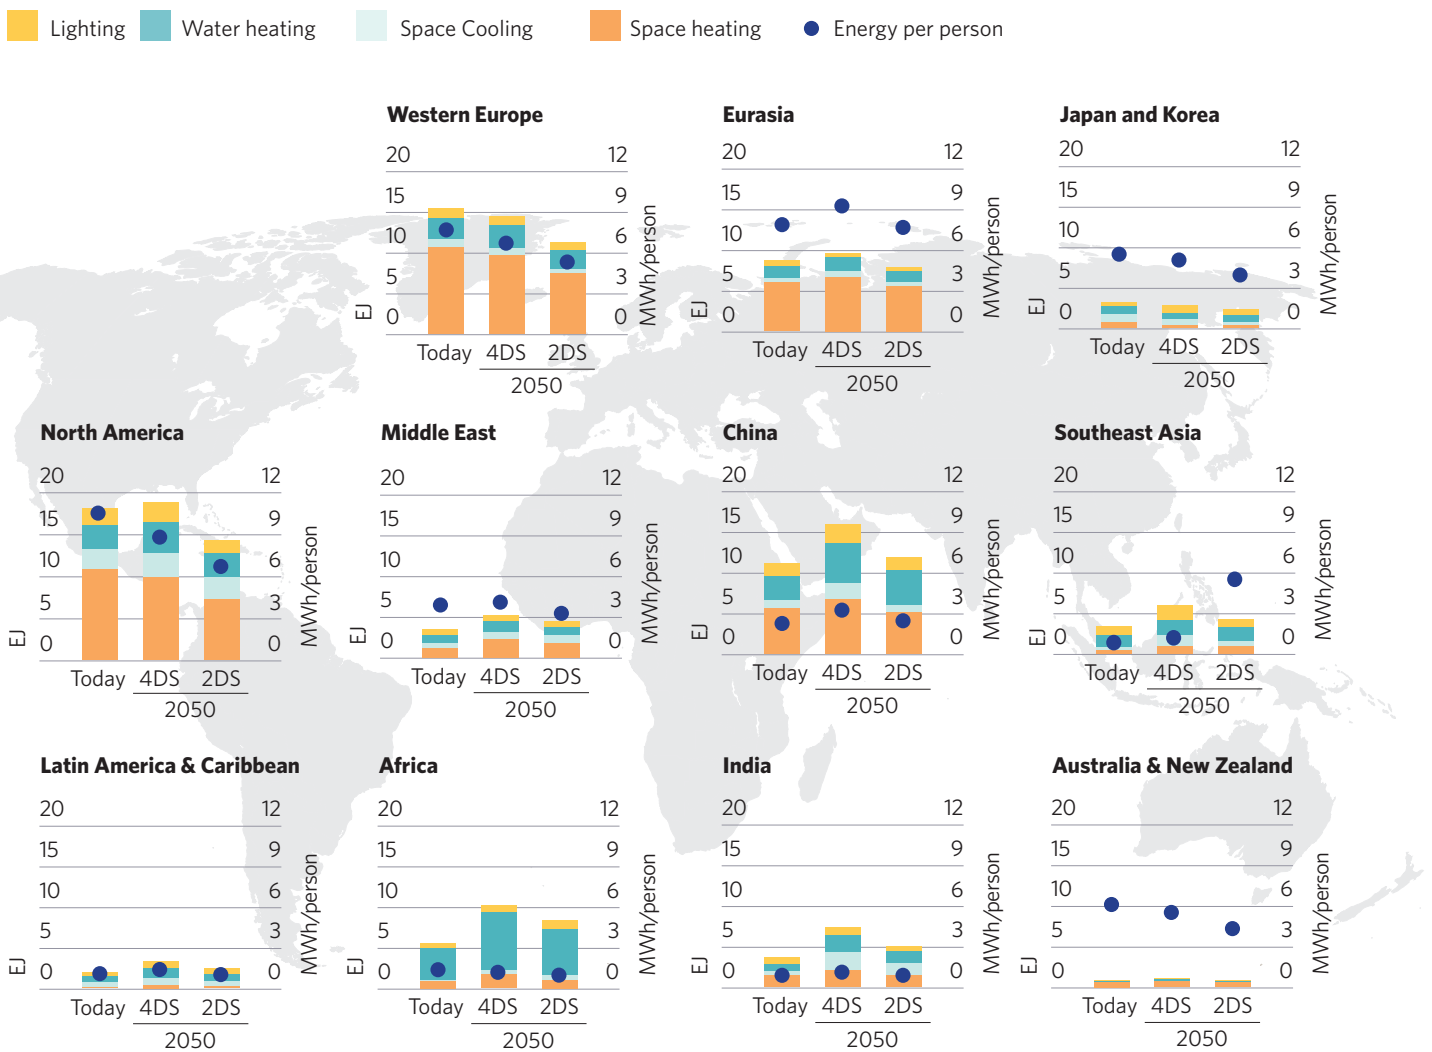 Lighting Water heating Space Cooling Space heating Energy per person
Western Europe
20 12
15 9
10 6
5 3
0 0
EJ
MWh/person
Today 4DS 2DS
2050
Eurasia
20 12
15 9
10 6
5 3
0 0
EJ
MWh/person
Today 4DS 2DS
2050
Japan and Korea
20 12
15 9
10 6
5 3
0 0
EJ
MWh/person
Today 4DS 2DS
2050
North America
20 12
15 9
10 6
5 3
0 0
EJ
MWh/person
Today 4DS 2DS
2050
Middle East
20 12
15 9
10 6
5 3
0 0
EJ
MWh/person
Today 4DS 2DS
2050
China
20 12
15 9
10 6
5 3
0 0
EJ
MWh/person
Today 4DS 2DS
2050
Southeast Asia
20 12
15 9
10 6
5 3
0 0
EJ
MWh/person
Today 4DS 2DS
2050
Latin America & Caribbean
20 12
15 9
10 6
5 3
0 0
EJ
MWh/person
Today 4DS 2DS
2050
Africa
20 12
15 9
10 6
5 3
0 0
EJ
MWh/person
Today 4DS 2DS
2050
India
20 12
15 9
10 6
5 3
0 0
EJ
MWh/person
Today 4DS 2DS
2050
Australia & New Zealand
20 12
15 9
10 6
5 3
0 0
EJ
MWh/person
Today 4DS 2DS
2050